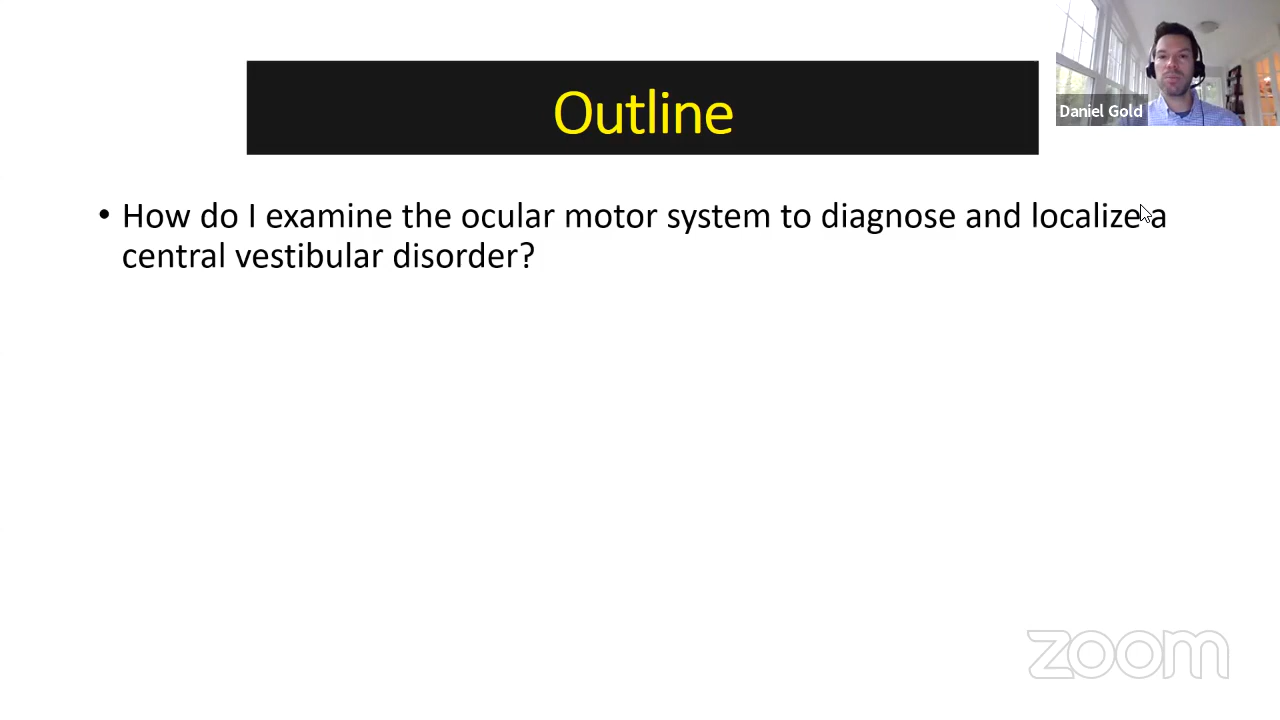 Outline
Daniel Gold
• How do I examine the ocular motor system to diagnose and localize a
central vestibular disorder?
zoom